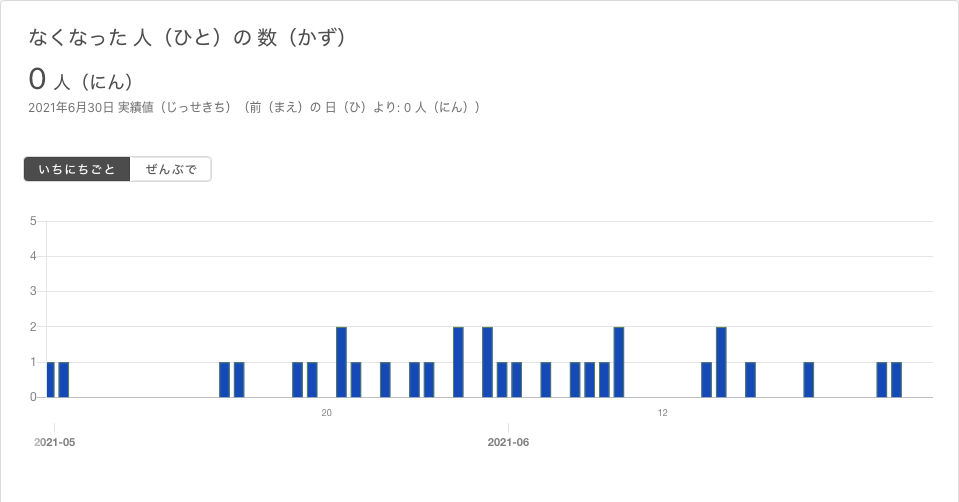 なくなった 人（ひと）の 数（かず）
0 人（にん）
2021年6月30日 実績値（じっせきち）（前（まえ）の 日（ひ）より: 0 人（にん））
いちにちごと ぜんぶで
5
4
3
2
1
0
20 12
2021-05 2021-06